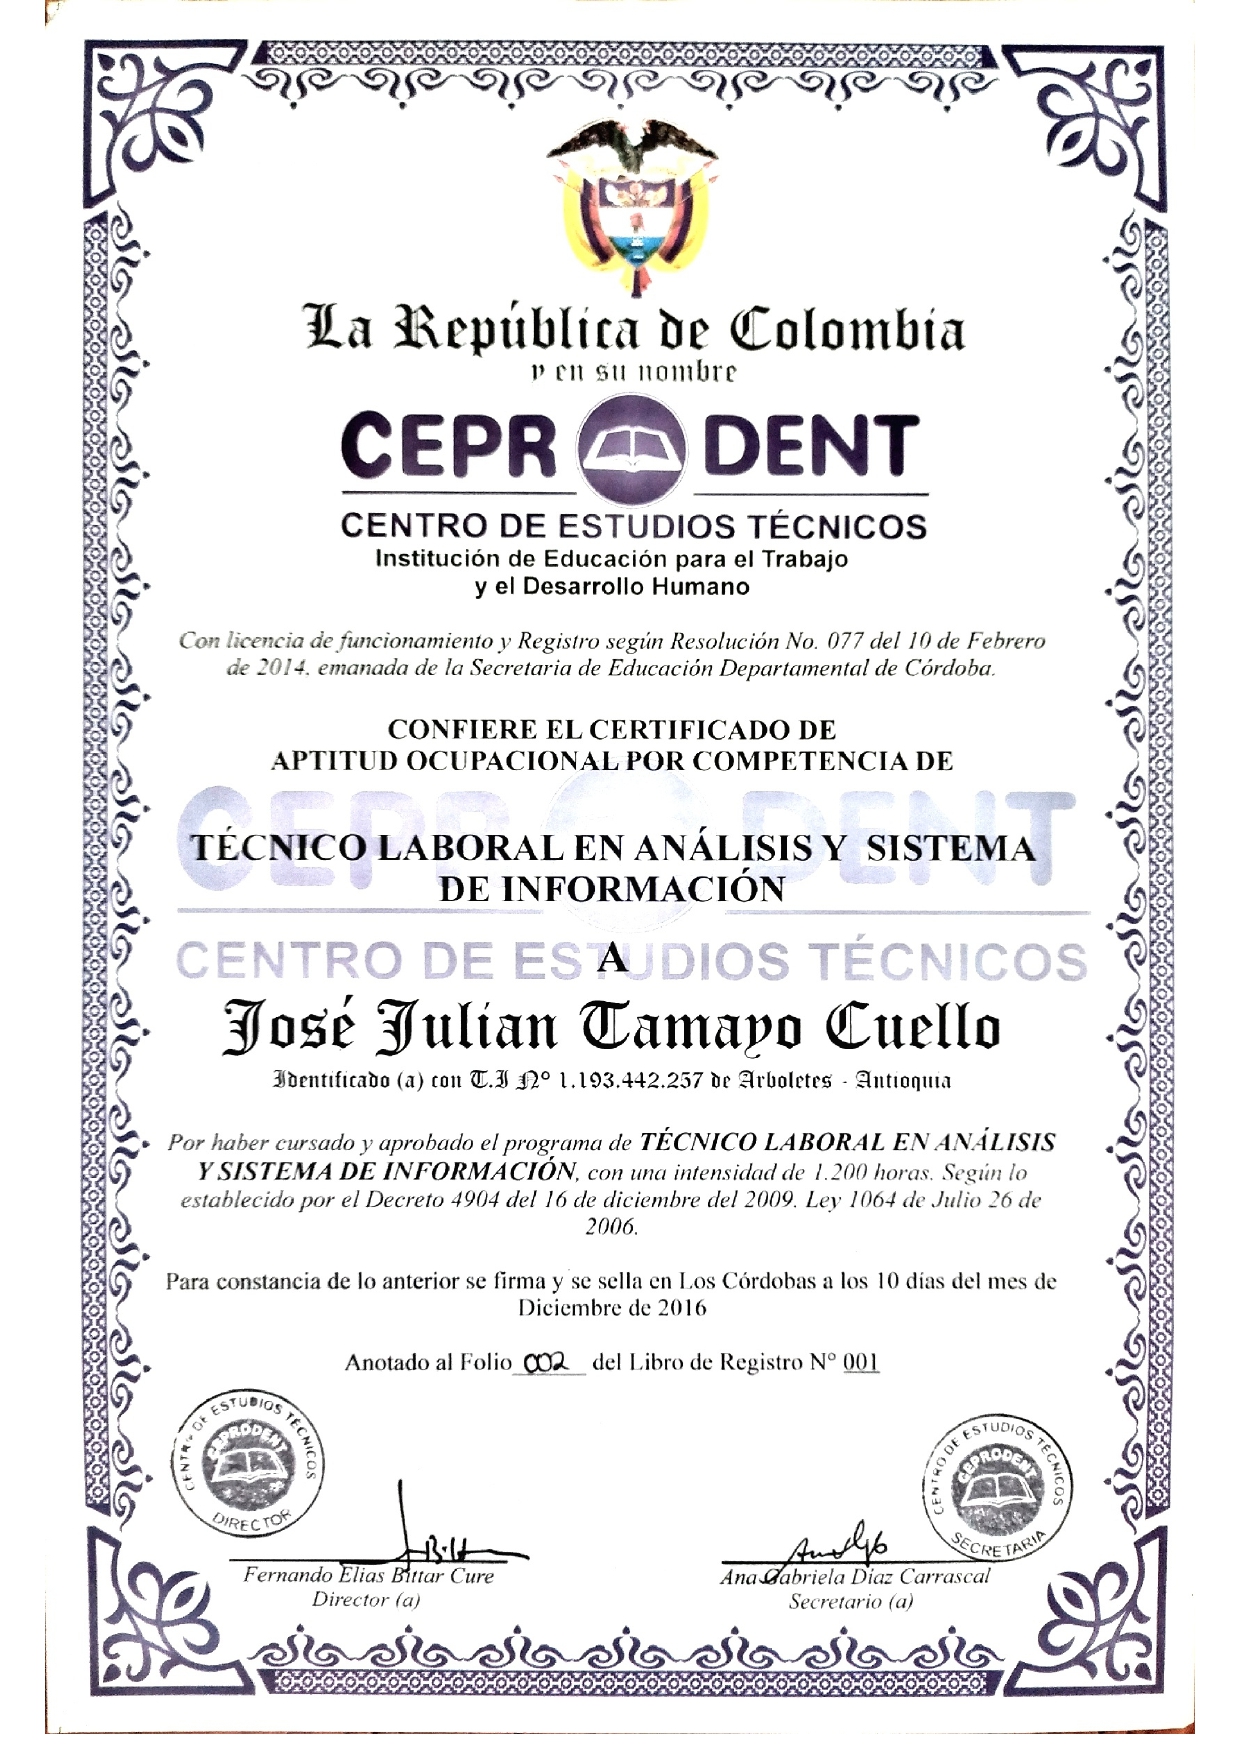 La República de Colombia
y en su nombre
CEPR DENT
CENTRO DE ESTUDIOS TÉCNICOS
Institución de Educación para el Trabajo
y el Desarrollo Humano
Con licencia de funcionamiento y Registro según Resolución No. 077 del 10 de Febrero
de 2014. emanada de la Secretaria de Educación Departamental de Córdoba.
CONFIERE EL CERTIFICADO DE
APTITUD OCUPACIONAL POR COMPETENCIA DE
CEPR DENT
TÉCNICO LABORAL EN ANÁLISIS Y SISTEMA
DE INFORMACIÓN
CENTRO DE ESTUDIOS TÉCNICOS
A
José Julian Tamayo Cuello
Identificado (a) con T.I Nº 1.193.442.257 de Arboletes - Antioquia
Por haber cursado y aprobado el programa de TÉCNICO LABORAL EN ANÁLISIS
Y SISTEMA DE INFORMACIÓN, con una intensidad de 1.200 horas. Según lo
establecido por el Decreto 4904 del 16 de diciembre del 2009. Ley 1064 de Julio 26 de
2006.
Para constancia de lo anterior se firma y se sella en Los Córdobas a los 10 días del mes de
Diciembre de 2016
Anotado al Folio 002 del Libro de Registro N° 001
CENTRO DE ESTUDIOS TÉCNICOS
CEPRODENT
DIRECTOR
CENTRO DE ESTUDIOS TÉCNICOS
CEPRODENT
SECRETARIA
Fernando Elias Bittar Cure
Director (a)
Ana Gabriela Diaz Carrascal
Secretario (a)